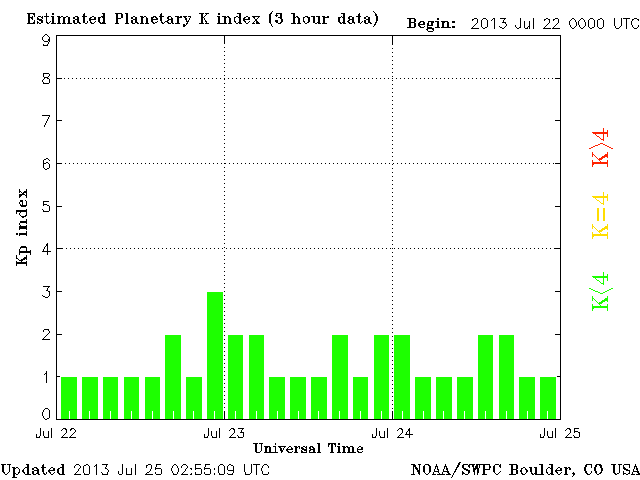 Estimated Planetary K index (3 hour data) Begin: 2013 Jul 22 0000 UTC
9
8
7
6
5
4
3
2
1
0
Kp index
K>4
K=4
K<4
Jul 22 Jul 23 Jul 24 Jul 25
Universal Time
Updated 2013 Jul 25 02:55:09 UTC NOAA/SWPC Boulder, CO USA